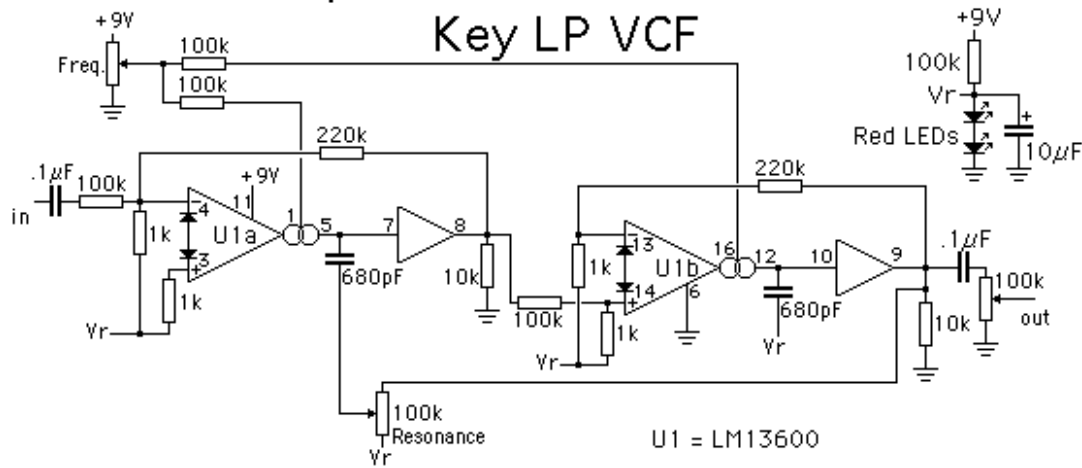 Key LP VCF
+9V
Freq.
100k
100k
220k
.1µF
100k
in
+9V
11
4
3
U1a
1
5
7
8
1k
1k
Vr
680pF
10k
100k
100k
Resonance
Vr
220k
13
14
U1b
6
16
12
10
9
1k
1k
Vr
680pF
Vr
.1µF
100k
out
10k
+9V
100k
Vr
Red LEDs
+
10µF
U1 = LM13600